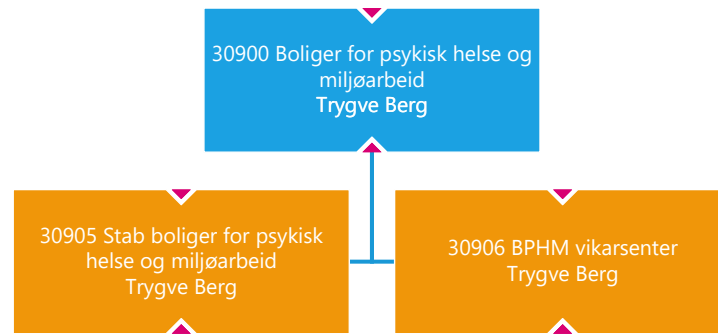 30900 Boliger for psykisk helse og
miljøarbeid
Trygve Berg
30905 Stab boliger for psykisk
helse og miljøarbeid
Trygve Berg
30906 BPHM vikarsenter
Trygve Berg